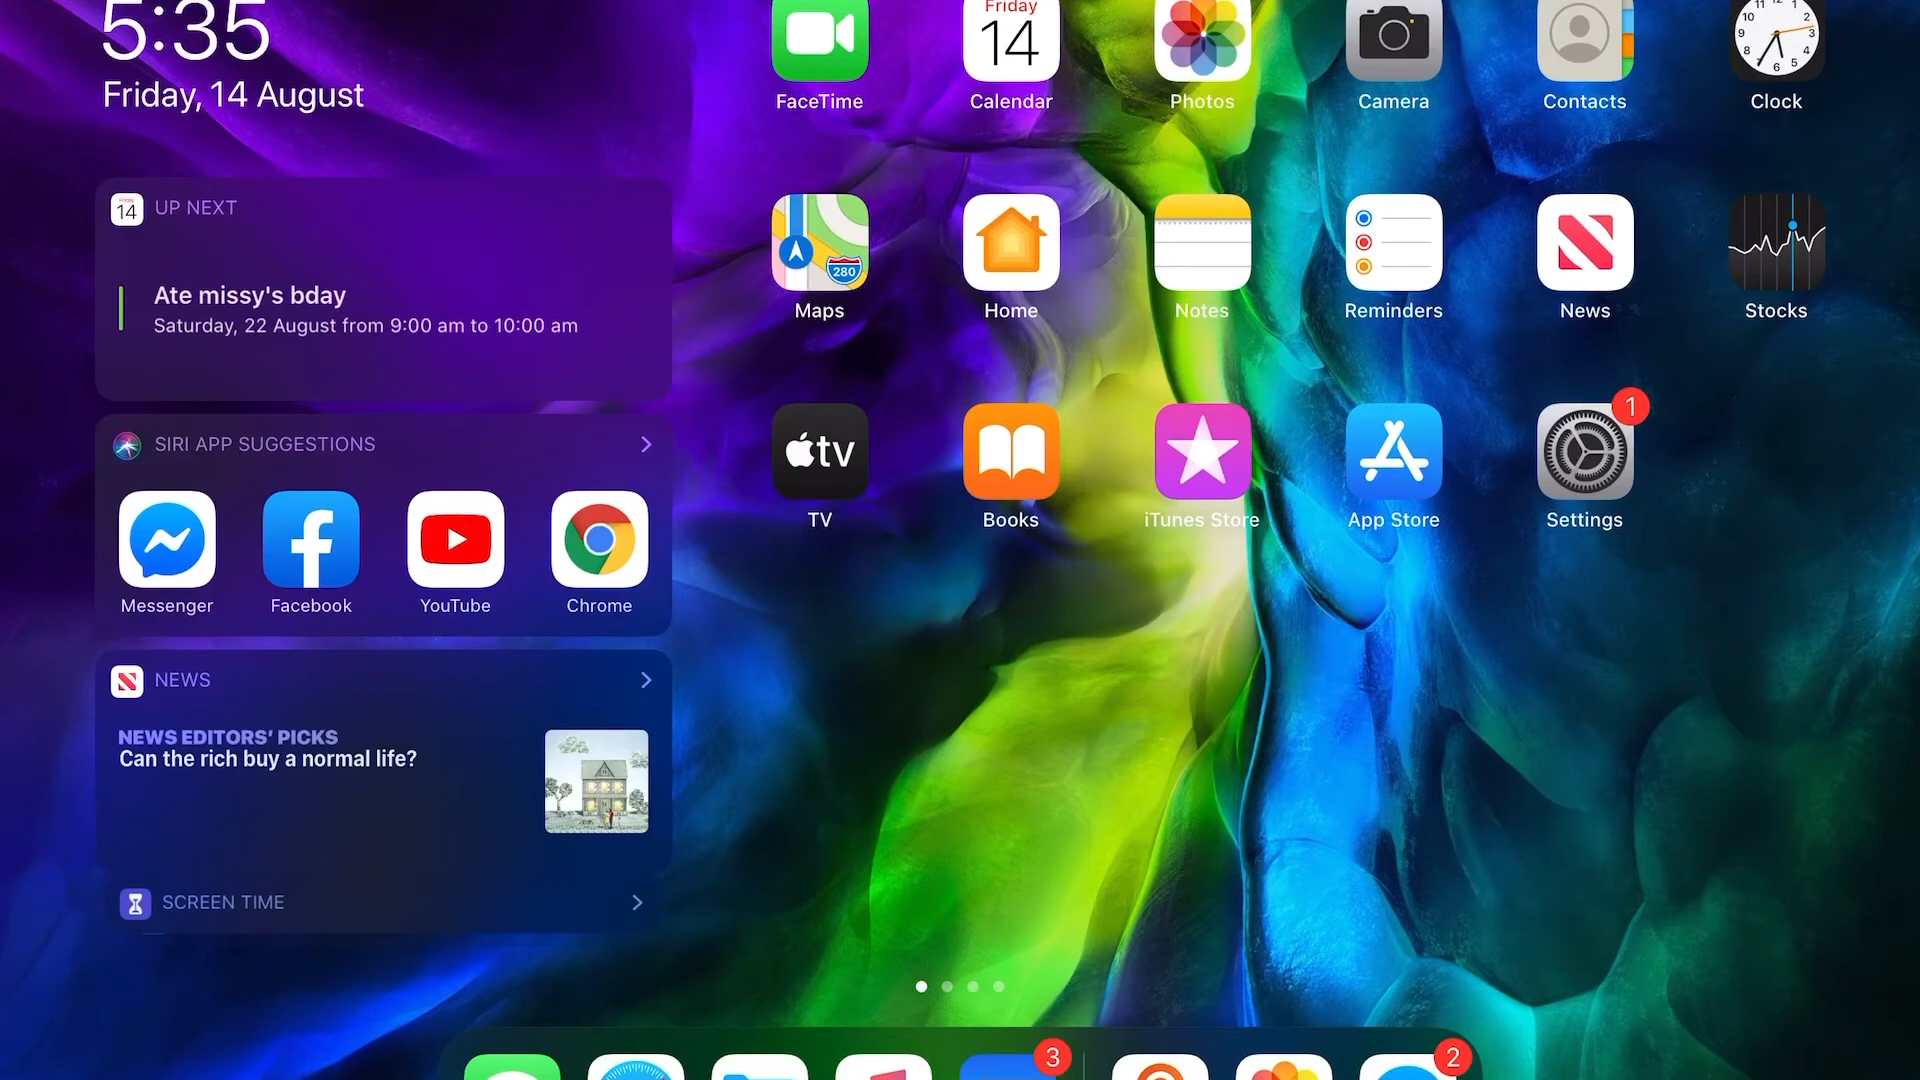 5:35
Friday, 14 August
14
UP NEXT
Ate missy's bday
Saturday, 22 August from 9:00 am to 10:00 am
SIRI APP SUGGESTIONS
Messenger
Facebook
YouTube
Chrome
NEWS
NEWS EDITORS’ PICKS
Can the rich buy a normal life?
SCREEN TIME
Friday
14
FaceTime
Calendar
Photos
Camera
Contacts
Clock
280
Maps
Home
Notes
Reminders
News
Stocks
tv
1
TV
Books
iTunes Store
App Store
Settings
3
2